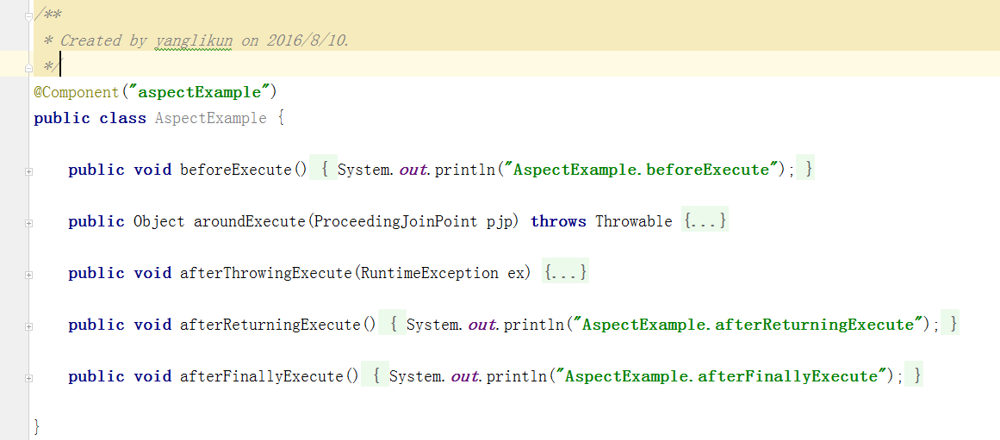 /**
 * Created by yanglikun on 2016/8/10.
 */
@Component("aspectExample")
public class AspectExample {
    public void beforeExecute() { System.out.println("AspectExample.beforeExecute"); }
    public Object aroundExecute(ProceedingJoinPoint pjp) throws Throwable {...}
    public void afterThrowingExecute(RuntimeException ex) {...}
    public void afterReturningExecute() { System.out.println("AspectExample.afterReturningExecute"); }
    public void afterFinallyExecute() { System.out.println("AspectExample.afterFinallyExecute"); }
}